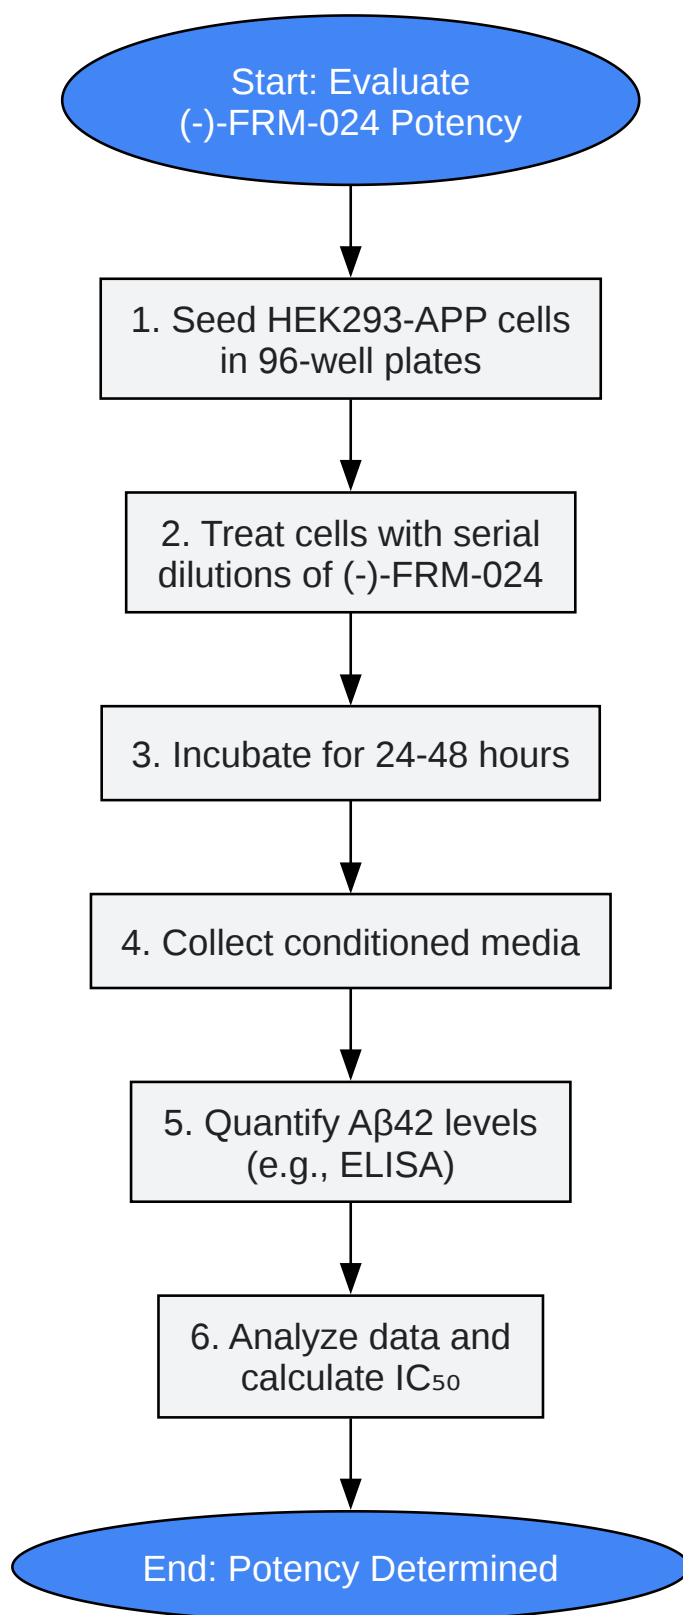 Start: Evaluate
(-)-FRM-024 Potency
1. Seed HEK293-APP cells
in 96-well plates
2. Treat cells with serial
dilutions of (-)-FRM-024
3. Incubate for 24-48 hours
4. Collect conditioned media
5. Quantify Aβ42 levels
(e.g., ELISA)
6. Analyze data and
calculate IC₅₀
End: Potency Determined